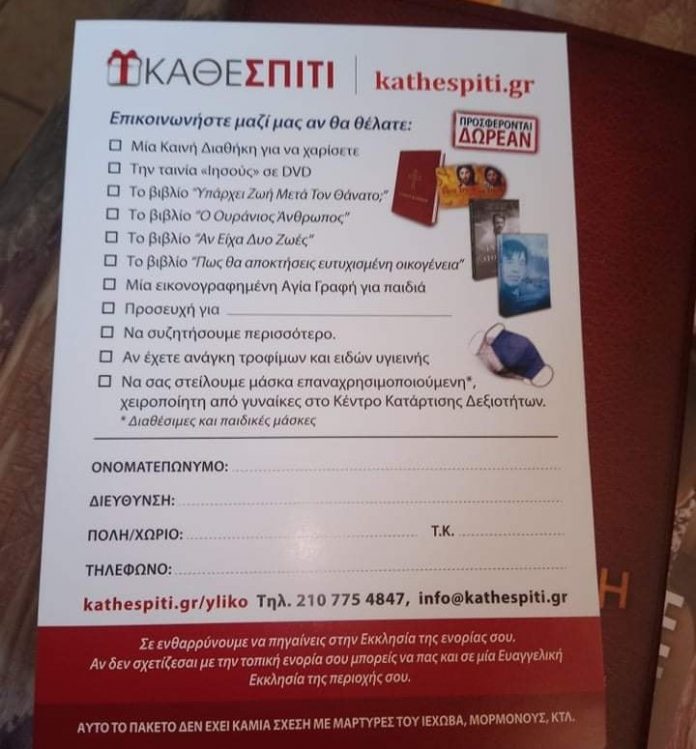 ΚΑΘΕΣΠΙΤΙ | kathespiti.gr
Επικοινωνήστε μαζί μας αν θα θέλατε:
ΠΡΟΣΦΕΡΟΝΤΑΙ
ΔΩΡΕΑΝ
Μία Καινή Διαθήκη για να χαρίσετε
Την ταινία «Ιησούς» σε DVD
Το βιβλίο "Υπάρχει Ζωή Μετά Τον Θάνατο;"
Το βιβλίο "Ο Ουράνιος Άνθρωπος"
Το βιβλίο "Αν Είχα Δυο Ζωές"
Το βιβλίο "Πως θα αποκτήσεις ευτυχισμένη οικογένεια"
Μία εικονογραφημένη Αγία Γραφή για παιδιά
Προσευχή για
Να συζητήσουμε περισσότερο.
Αν έχετε ανάγκη τροφίμων και ειδών υγιεινής
Να σας στείλουμε μάσκα επαναχρησιμοποιούμενη*,
χειροποίητη από γυναίκες στο Κέντρο Κατάρτισης Δεξιοτήτων.
* Διαθέσιμες και παιδικές μάσκες
ΟΝΟΜΑΤΕΠΩΝΥΜΟ:
ΔΙΕΥΘΥΝΣΗ:
ΠΟΛΗ/ΧΩΡΙΟ: Τ.Κ.
ΤΗΛΕΦΩΝΟ:
kathespiti.gr/yliko Τηλ. 210 775 4847, info@kathespiti.gr
Σε ενθαρρύνουμε να πηγαίνεις στην Εκκλησία της ενορίας σου.
Αν δεν σχετίζεσαι με την τοπική ενορία σου μπορείς να πας και σε μία Ευαγγελική
Εκκλησία της περιοχής σου.
ΑΥΤΟ ΤΟ ΠΑΚΕΤΟ ΔΕΝ ΕΧΕΙ ΚΑΜΙΑ ΣΧΕΣΗ ΜΕ ΜΑΡΤΥΡΕΣ ΤΟΥ ΙΕΧΩΒΑ, ΜΟΡΜΟΝΟΥΣ, ΚΤΛ.
Η